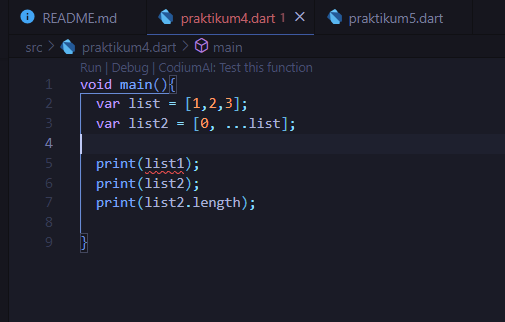 README.md praktikum4.dart 1 praktikum5.dart
src > praktikum4.dart > main
Run | Debug | CodiumAI: Test this function
1 void main(){
2 var list = [1,2,3];
3 var list2 = [0, ...list];
4
5 print(list1);
6 print(list2);
7 print(list2.length);
8
9 }